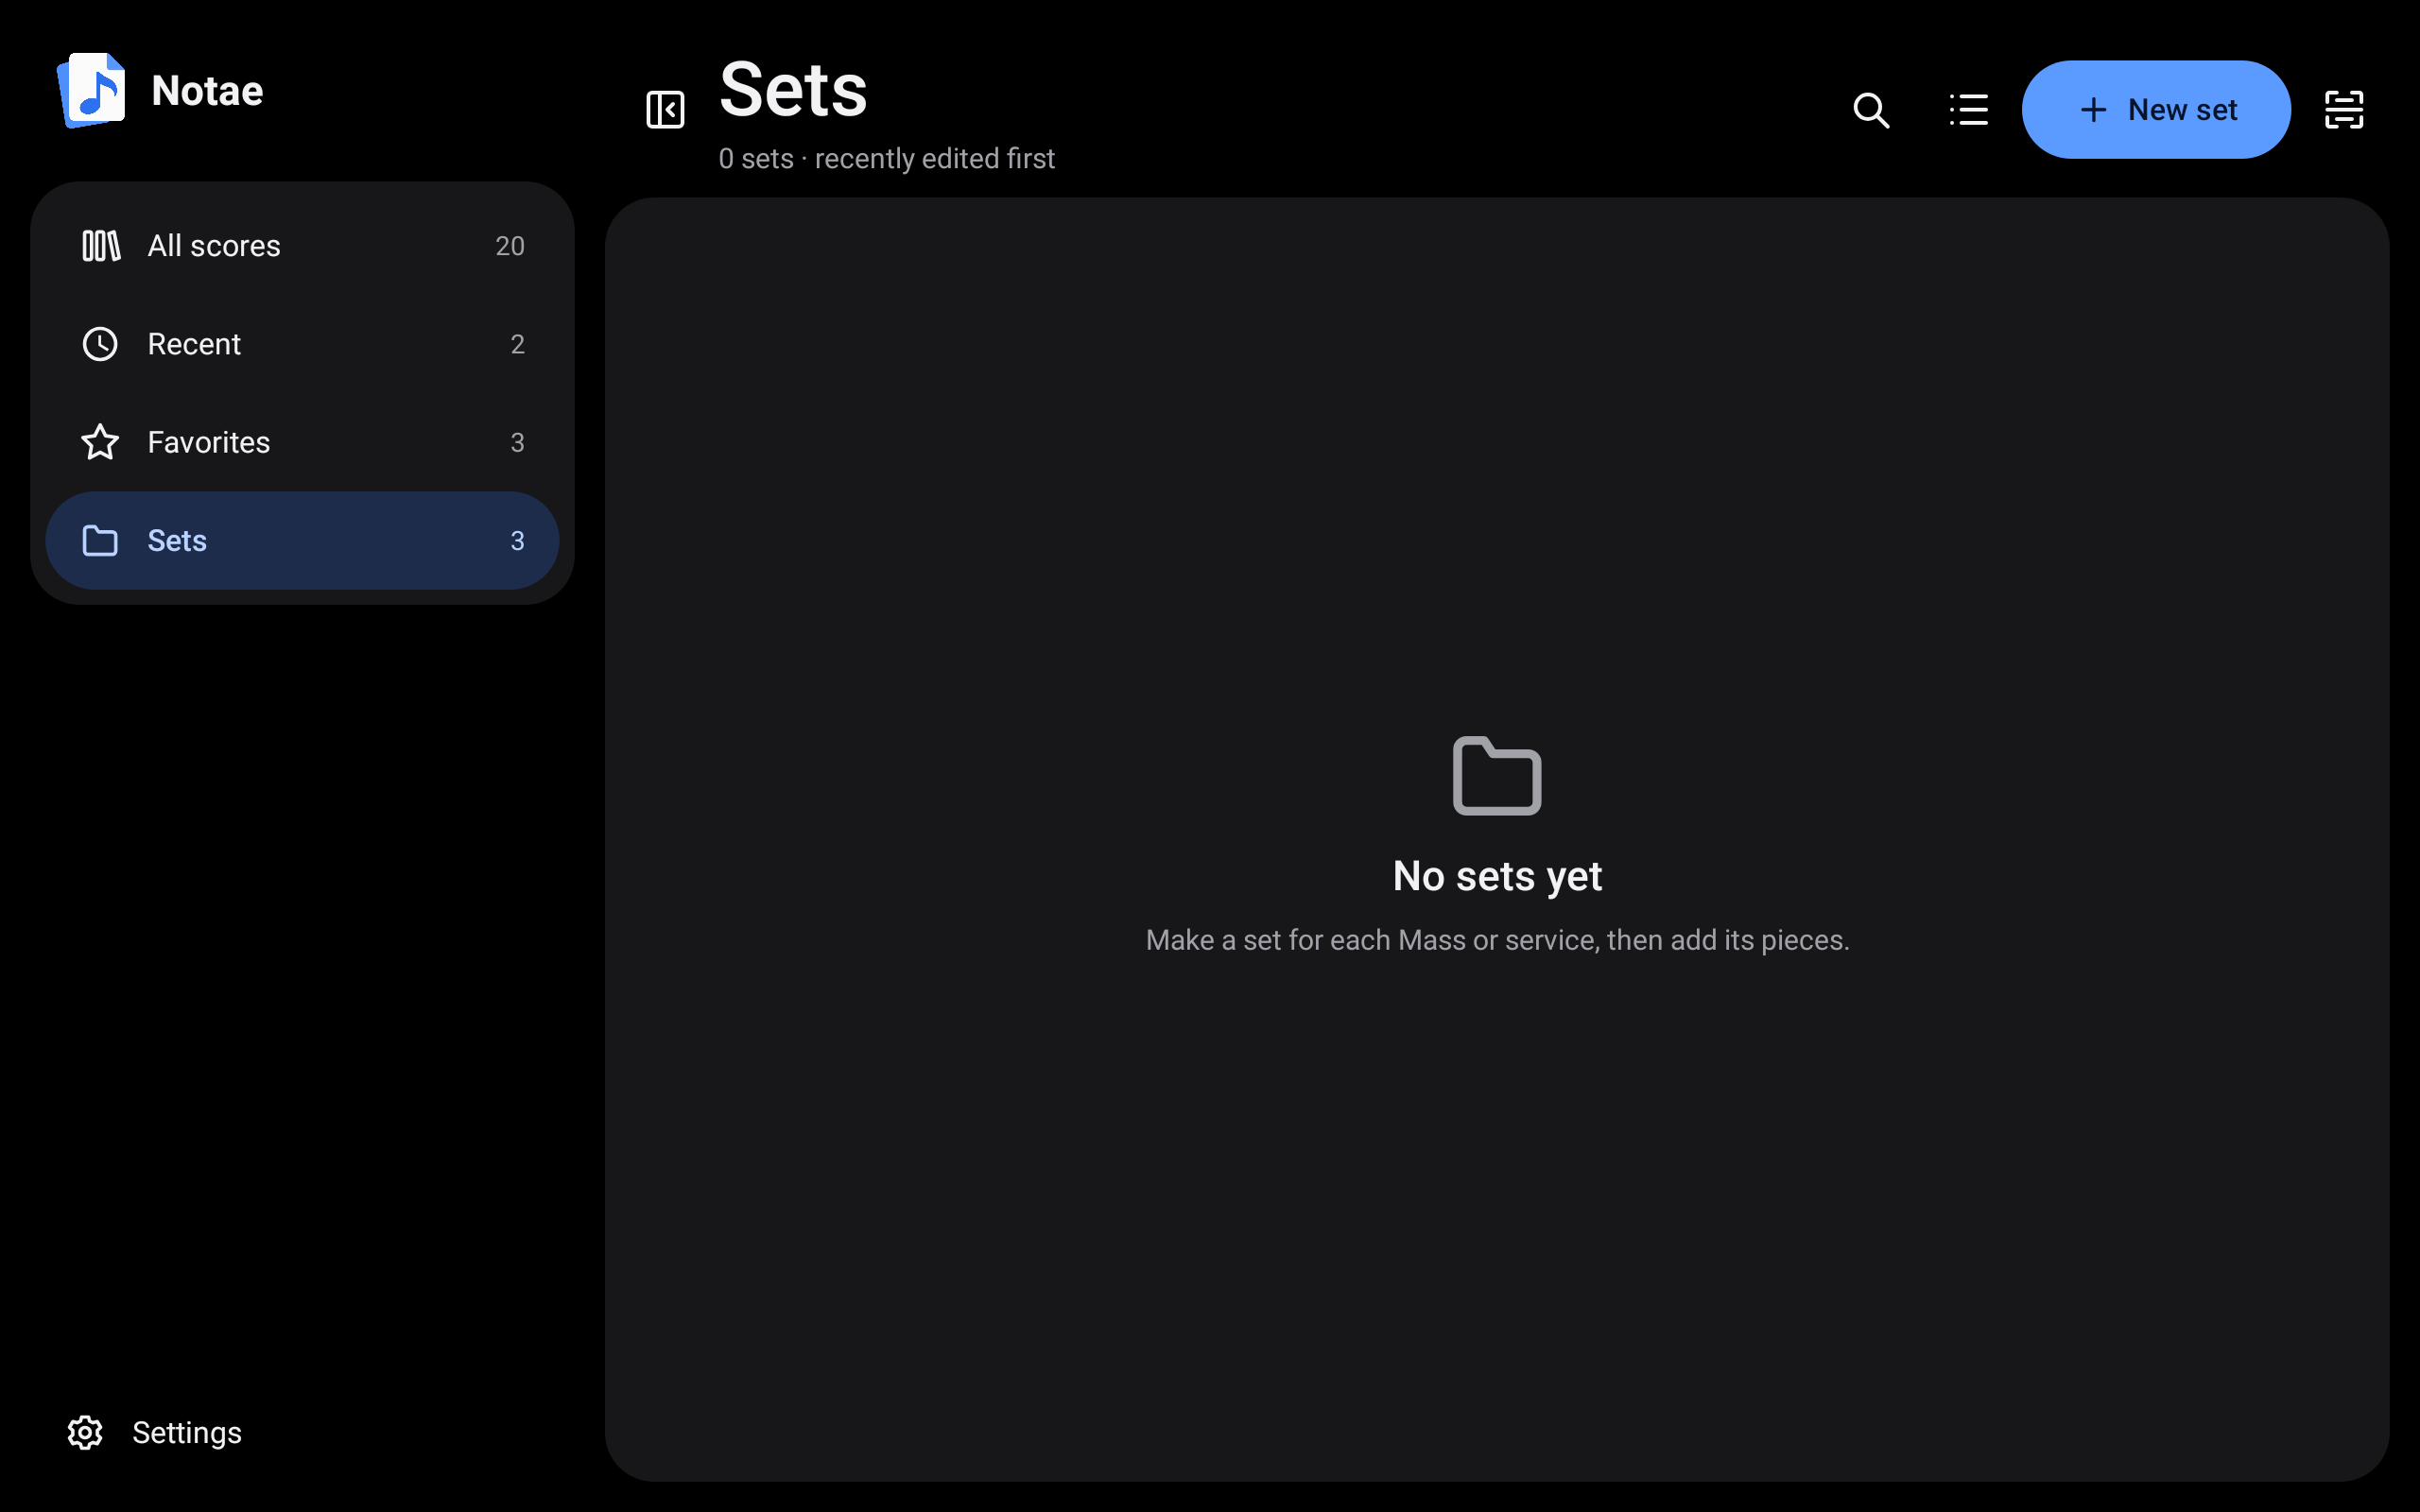 Notae
All scores 20
Recent 2
Favorites 3
Sets 3
Settings
Sets
0 sets · recently edited first
New set
No sets yet
Make a set for each Mass or service, then add its pieces.